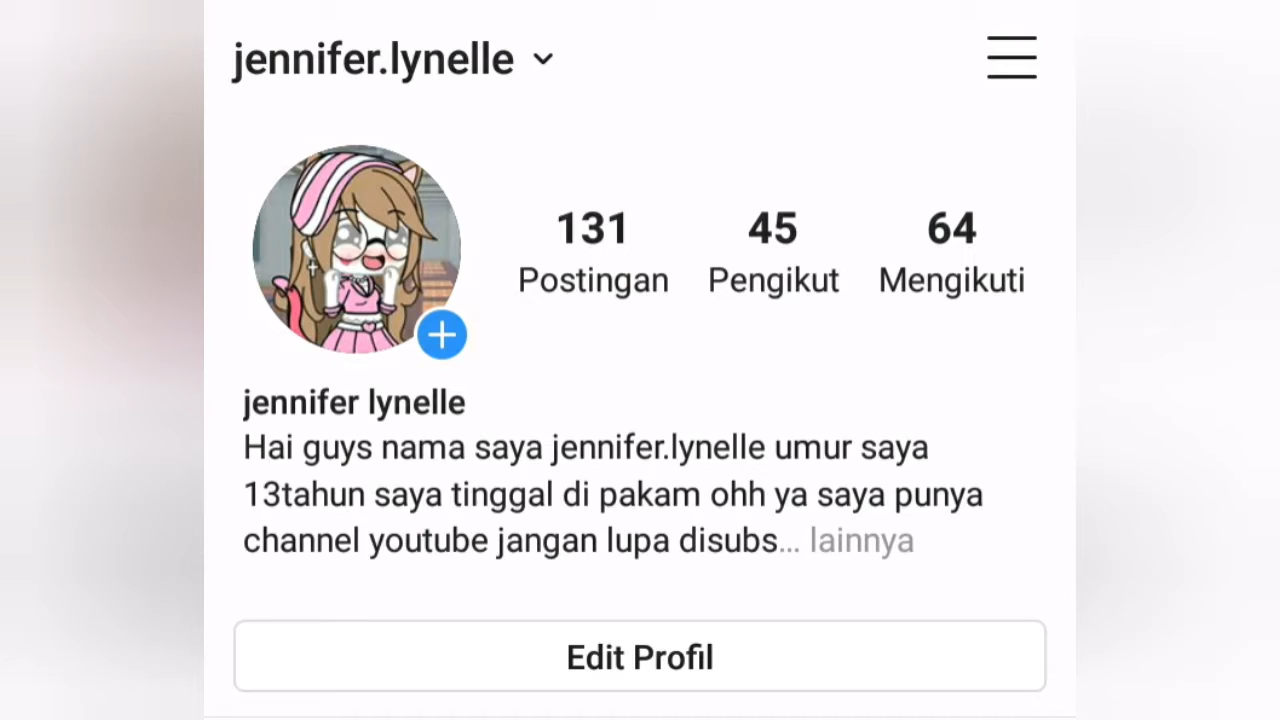 jennifer.lynelle
131 45 64
Postingan Pengikut Mengikuti
jennifer lynelle
Hai guys nama saya jennifer.lynelle umur saya
13tahun saya tinggal di pakam ohh ya saya punya
channel youtube jangan lupa disubs... lainnya
Edit Profil